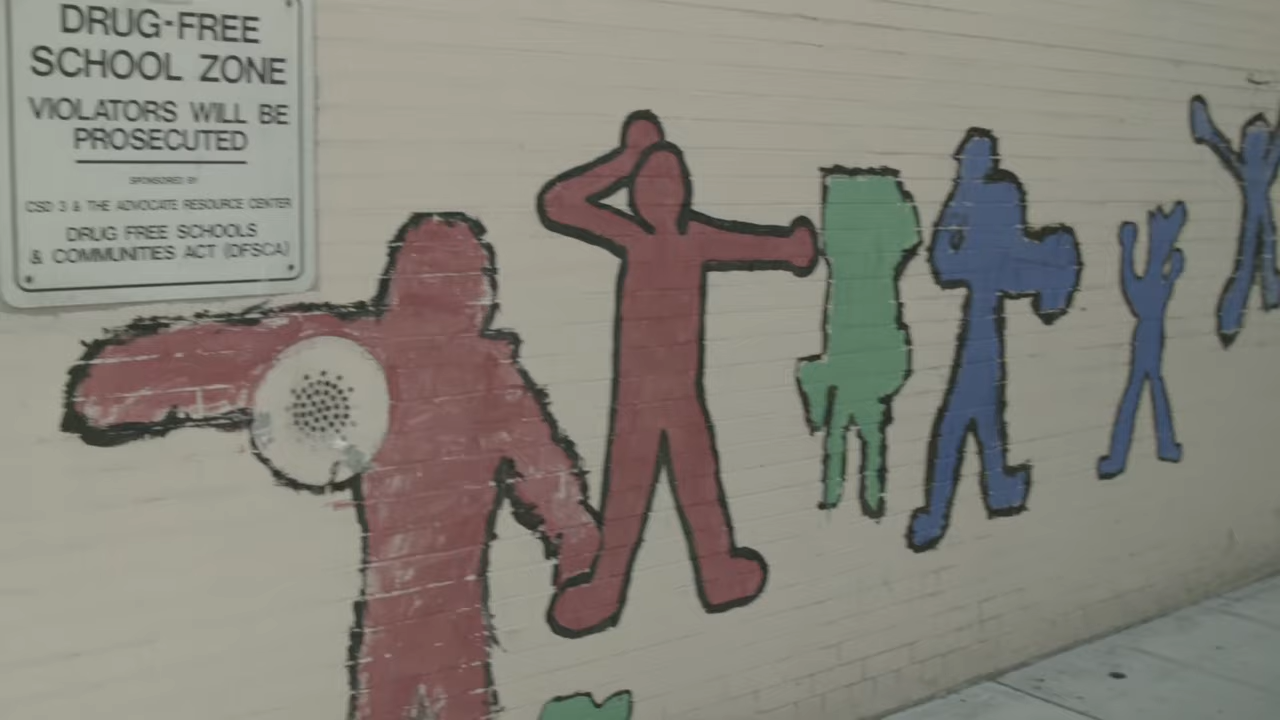 DRUG-FREE
SCHOOL ZONE
VIOLATORS WILL BE
PROSECUTED
SPONSORED BY
CSD 3 & THE ADVOCATE RESOURCE CENTER
DRUG FREE SCHOOLS
& COMMUNITIES ACT (DFSCA)